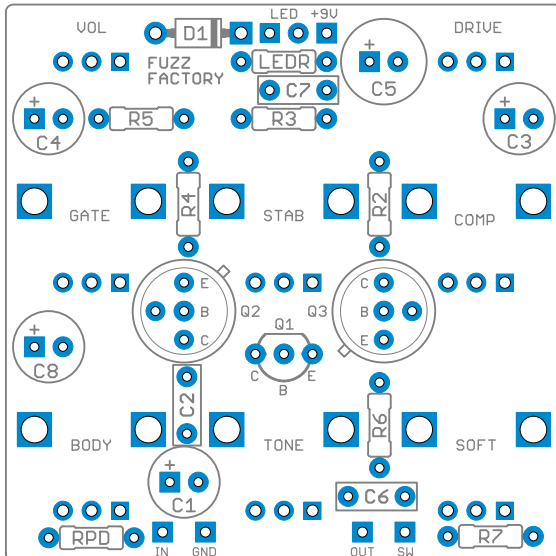 LED +9V
VOL
D1
DRIVE
FUZZ
FACTORY
LEDR
C5
C7
+
C4
R5
R3
+
C3
R4
R2
GATE
STAB
COMP
E
B
C
Q2
Q1
Q3
C
B
E
+
C8
C
B
E
C2
BODY
TONE
R6
SOFT
+
C1
C6
RPD
R7
IN
GND
OUT
SW
+